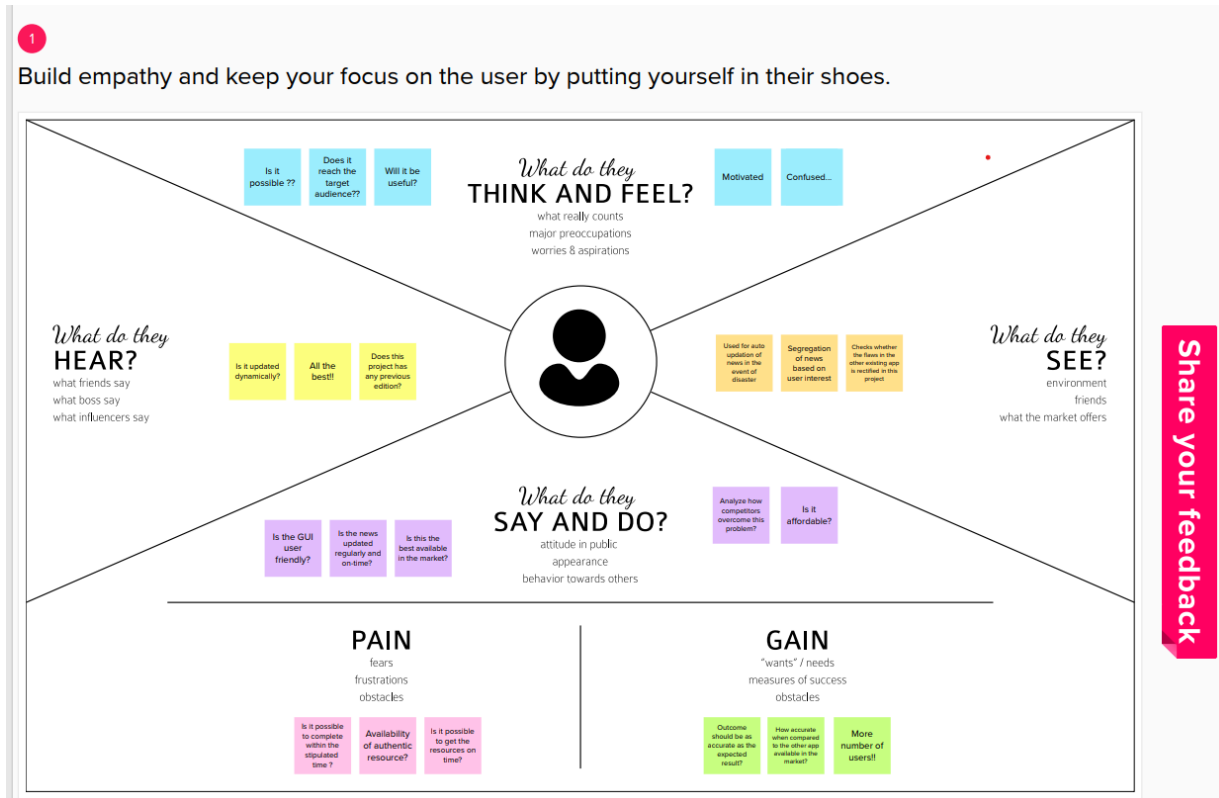 1
Build empathy and keep your focus on the user by putting yourself in their shoes.
Is it
possible ??
Does it
reach the
target
audience??
Will it be
useful?
What do they
THINK AND FEEL?
what really counts
major preoccupations
worries & aspirations
Motivated
Confused...
What do they
HEAR?
what friends say
what boss say
what influencers say
Is it updated
dynamically?
All the
best!!
Does this
project has
any previous
edition?
Used for auto
updation of
news in the
event of
disaster
Segregation
of news
based on
user interest
Checks whether
the flaws in the
other existing app
is rectified in this
project
What do they
SEE?
environment
friends
what the market offers
Share your feedback
What do they
SAY AND DO?
attitude in public
appearance
behavior towards others
Is the GUI
user
friendly?
Is the news
updated
regularly and
on-time?
Is this the
best available
in the market?
Analyze how
competitors
overcome this
problem?
Is it
affordable?
PAIN
fears
frustrations
obstacles
Is it possible
to complete
within the
stipulated
time ?
Availability
of authentic
resource?
Is it possible
to get the
resources on
time?
GAIN
"wants" / needs
measures of success
obstacles
Outcome
should be as
accurate as the
expected
result?
How accurate
when compared
to the other app
available in the
market?
More
number of
users!!